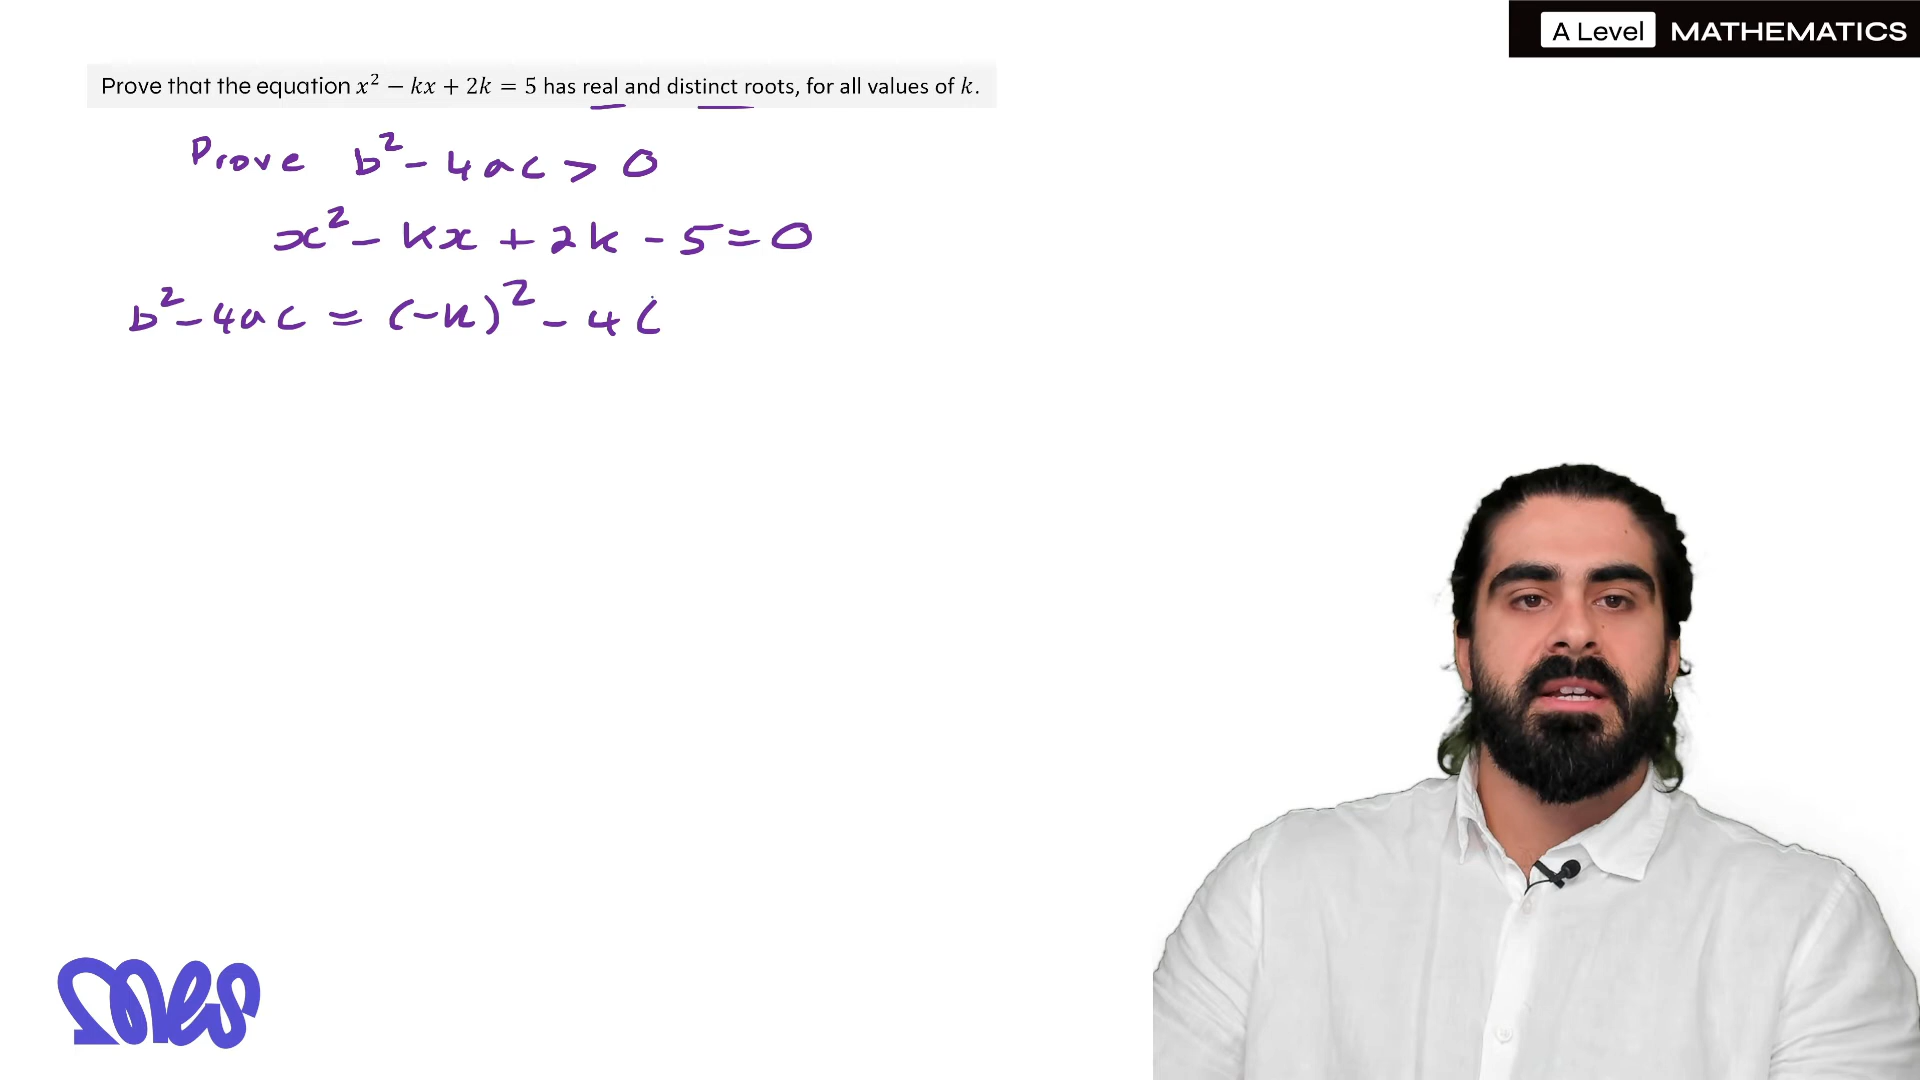 A Level MATHEMATICS
Prove that the equation x² − kx + 2k = 5 has real and distinct roots, for all values of k.
Prove b² - 4ac > 0
x² - kx + 2k - 5 = 0
b² - 4ac = (-k)² - 4(